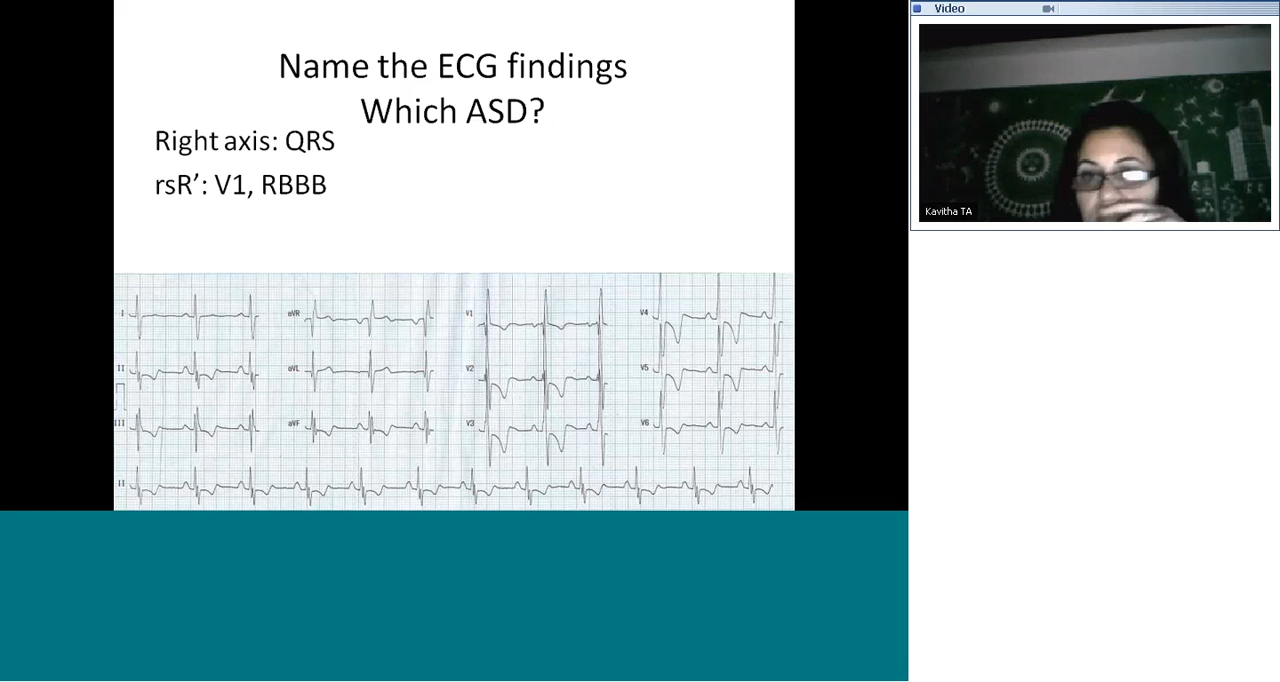 Name the ECG findings
Which ASD?
Right axis: QRS
rsR’: V1, RBBB
I
aVR
V1
V4
II
aVL
V2
V5
III
aVF
V3
V6
II
Video
Kavitha TA